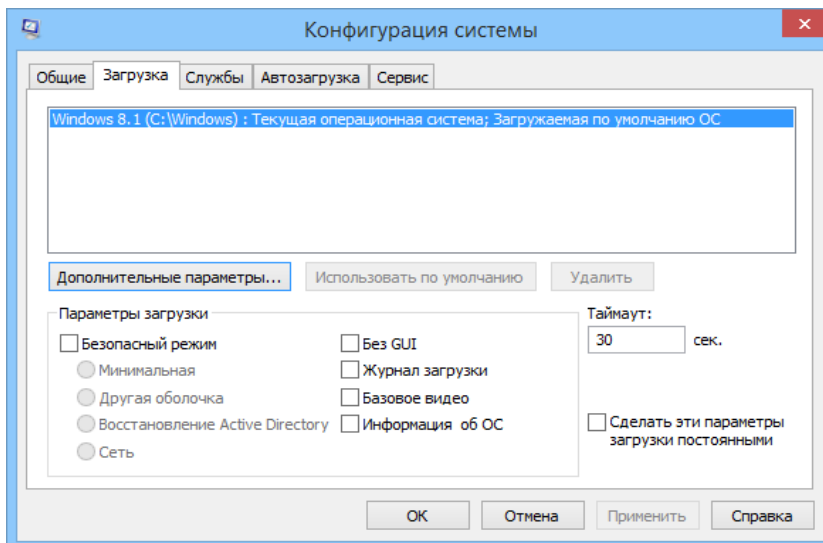 Конфигурация системы
Общие Загрузка Службы Автозагрузка Сервис
Windows 8.1 (C:\Windows) : Текущая операционная система; Загружаемая по умолчанию ОС
Дополнительные параметры... Использовать по умолчанию Удалить
Параметры загрузки
Безопасный режим
Минимальная
Другая оболочка
Восстановление Active Directory
Сеть
Без GUI
Журнал загрузки
Базовое видео
Информация об ОС
Таймаут:
30 сек.
Сделать эти параметры
загрузки постоянными
ОК Отмена Применить Справка